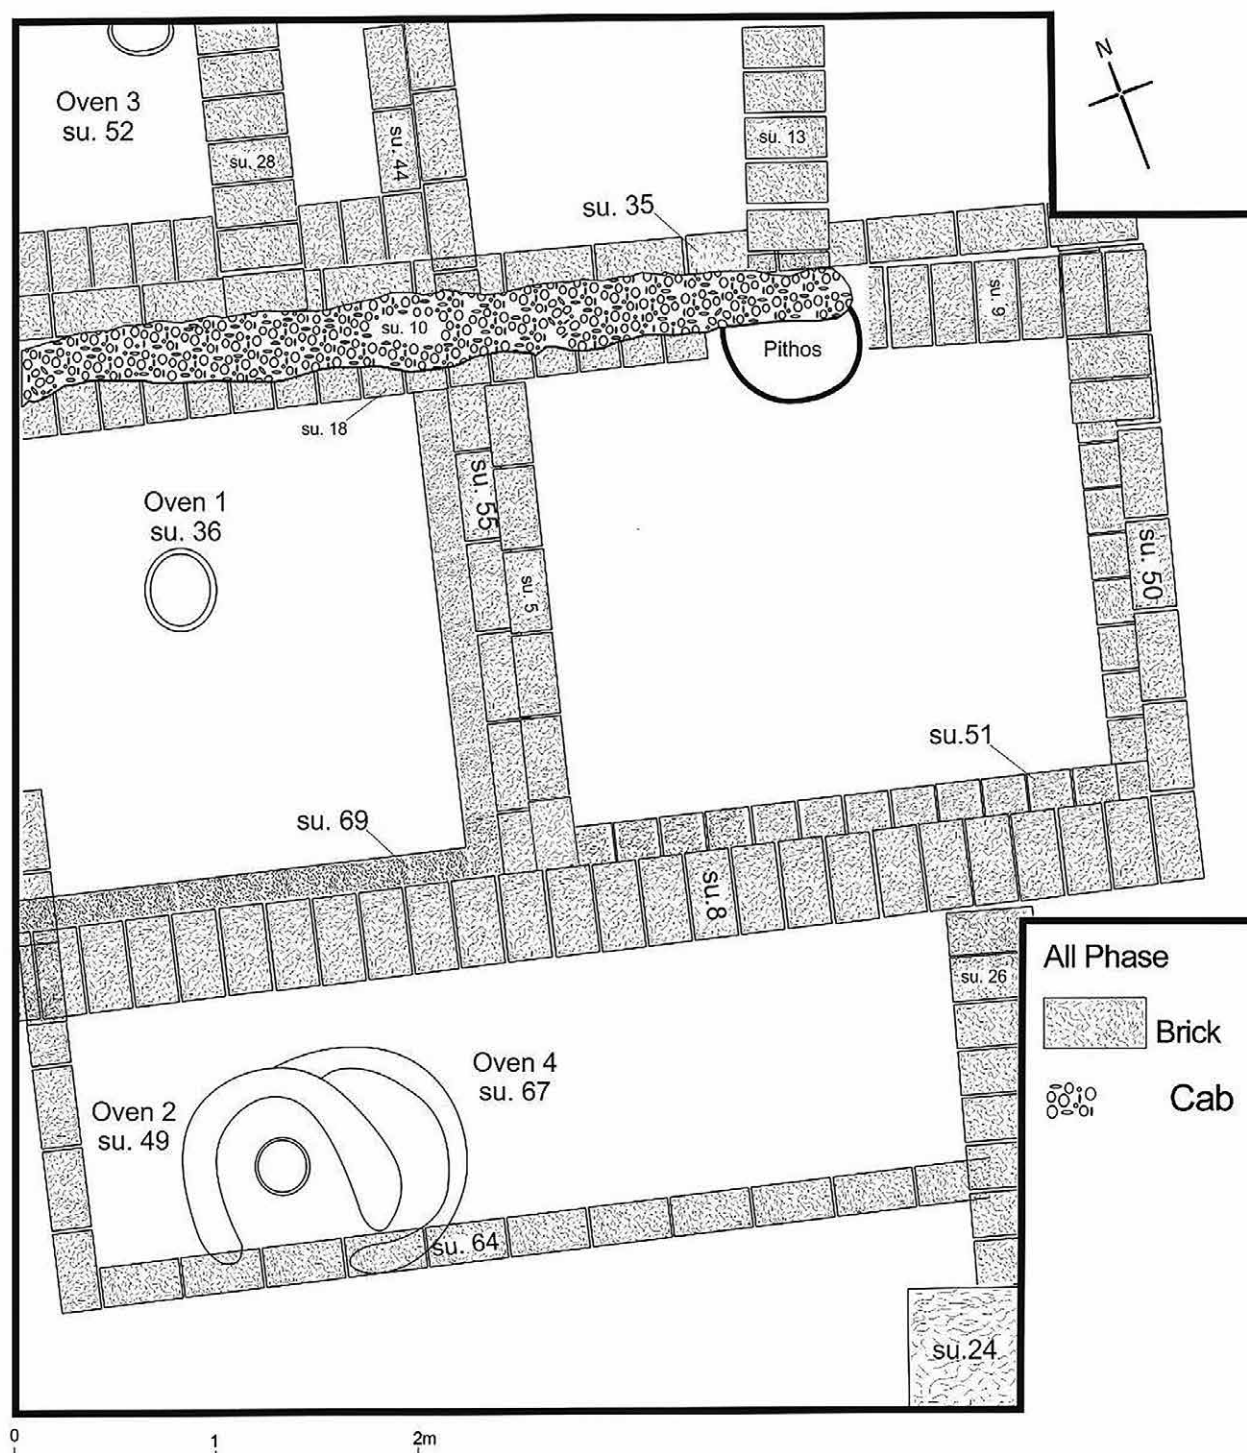 N
Oven 3
su. 52
su. 28
su. 44
su. 13
su. 35
su. 9
su. 10
Pithos
su. 18
Oven 1
su. 36
su. 55
su. 5
su. 50
su.51
su. 69
su.8
su. 26
All Phase
Brick
Cab
Oven 4
su. 67
Oven 2
su. 49
su. 64
su.24
0 1 2m